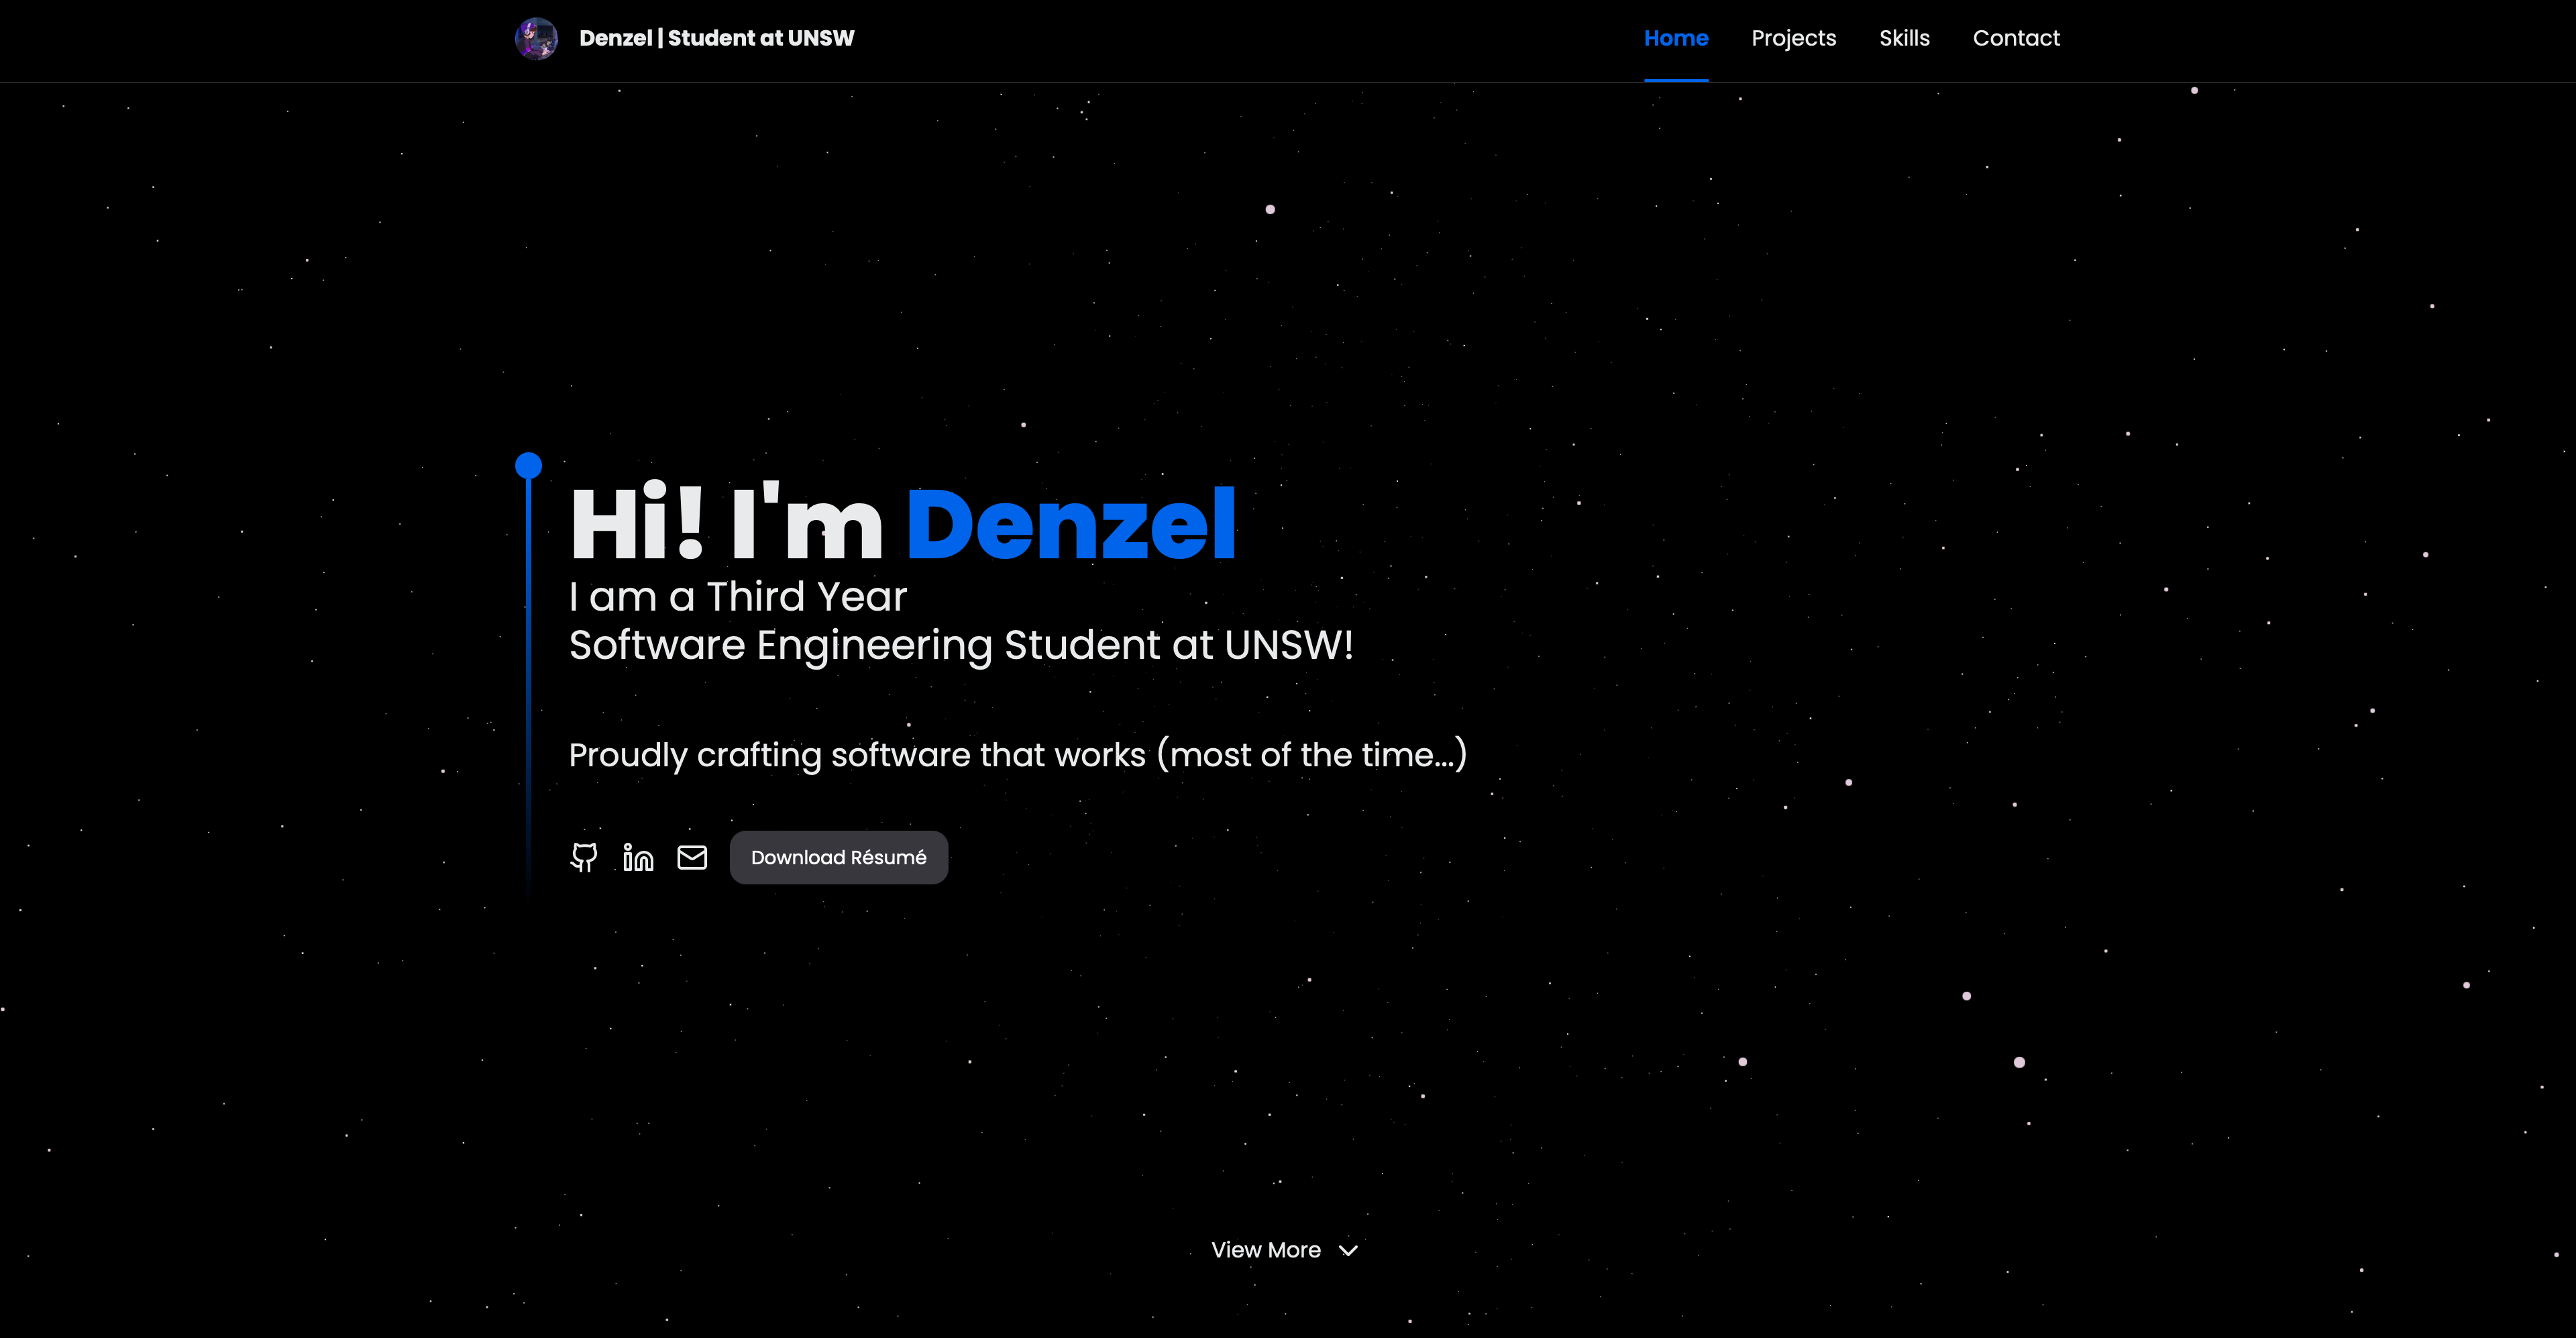 Denzel | Student at UNSW
Home
Projects
Skills
Contact
Hi! I'm Denzel
I am a Third Year
Software Engineering Student at UNSW!
Proudly crafting software that works (most of the time...)
Download Résumé
View More